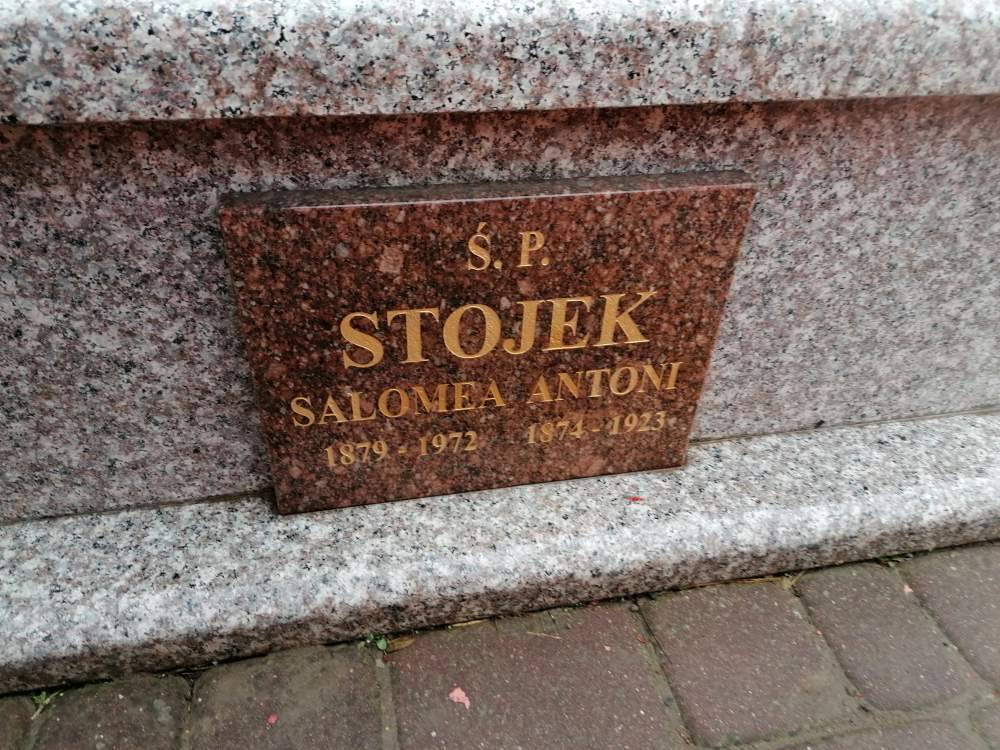 Ś. P.
STOJEK
SALOMEA ANTONI
1879 - 1972 1874 - 1923